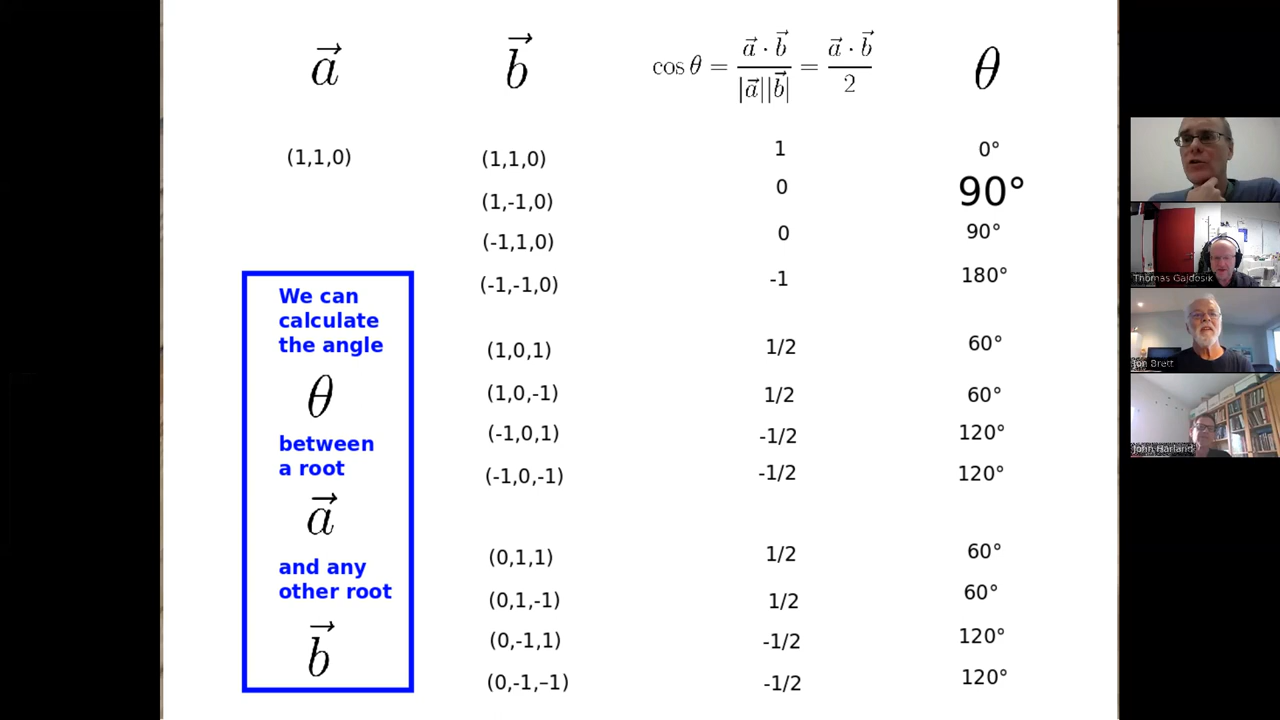 a⃗ b⃗ cos θ = a⃗ · b⃗ / |a⃗||b⃗| = a⃗ · b⃗ / 2 θ
(1,1,0) (1,1,0) 1 0°
(1,-1,0) 0 90°
(-1,1,0) 0 90°
(-1,-1,0) -1 180°
(1,0,1) 1/2 60°
(1,0,-1) 1/2 60°
(-1,0,1) -1/2 120°
(-1,0,-1) -1/2 120°
(0,1,1) 1/2 60°
(0,1,-1) 1/2 60°
(0,-1,1) -1/2 120°
(0,-1,–1) -1/2 120°
We can
calculate
the angle
θ
between
a root
a⃗
and any
other root
b⃗
Thomas Gajdosik
Jon Brett
John Harland